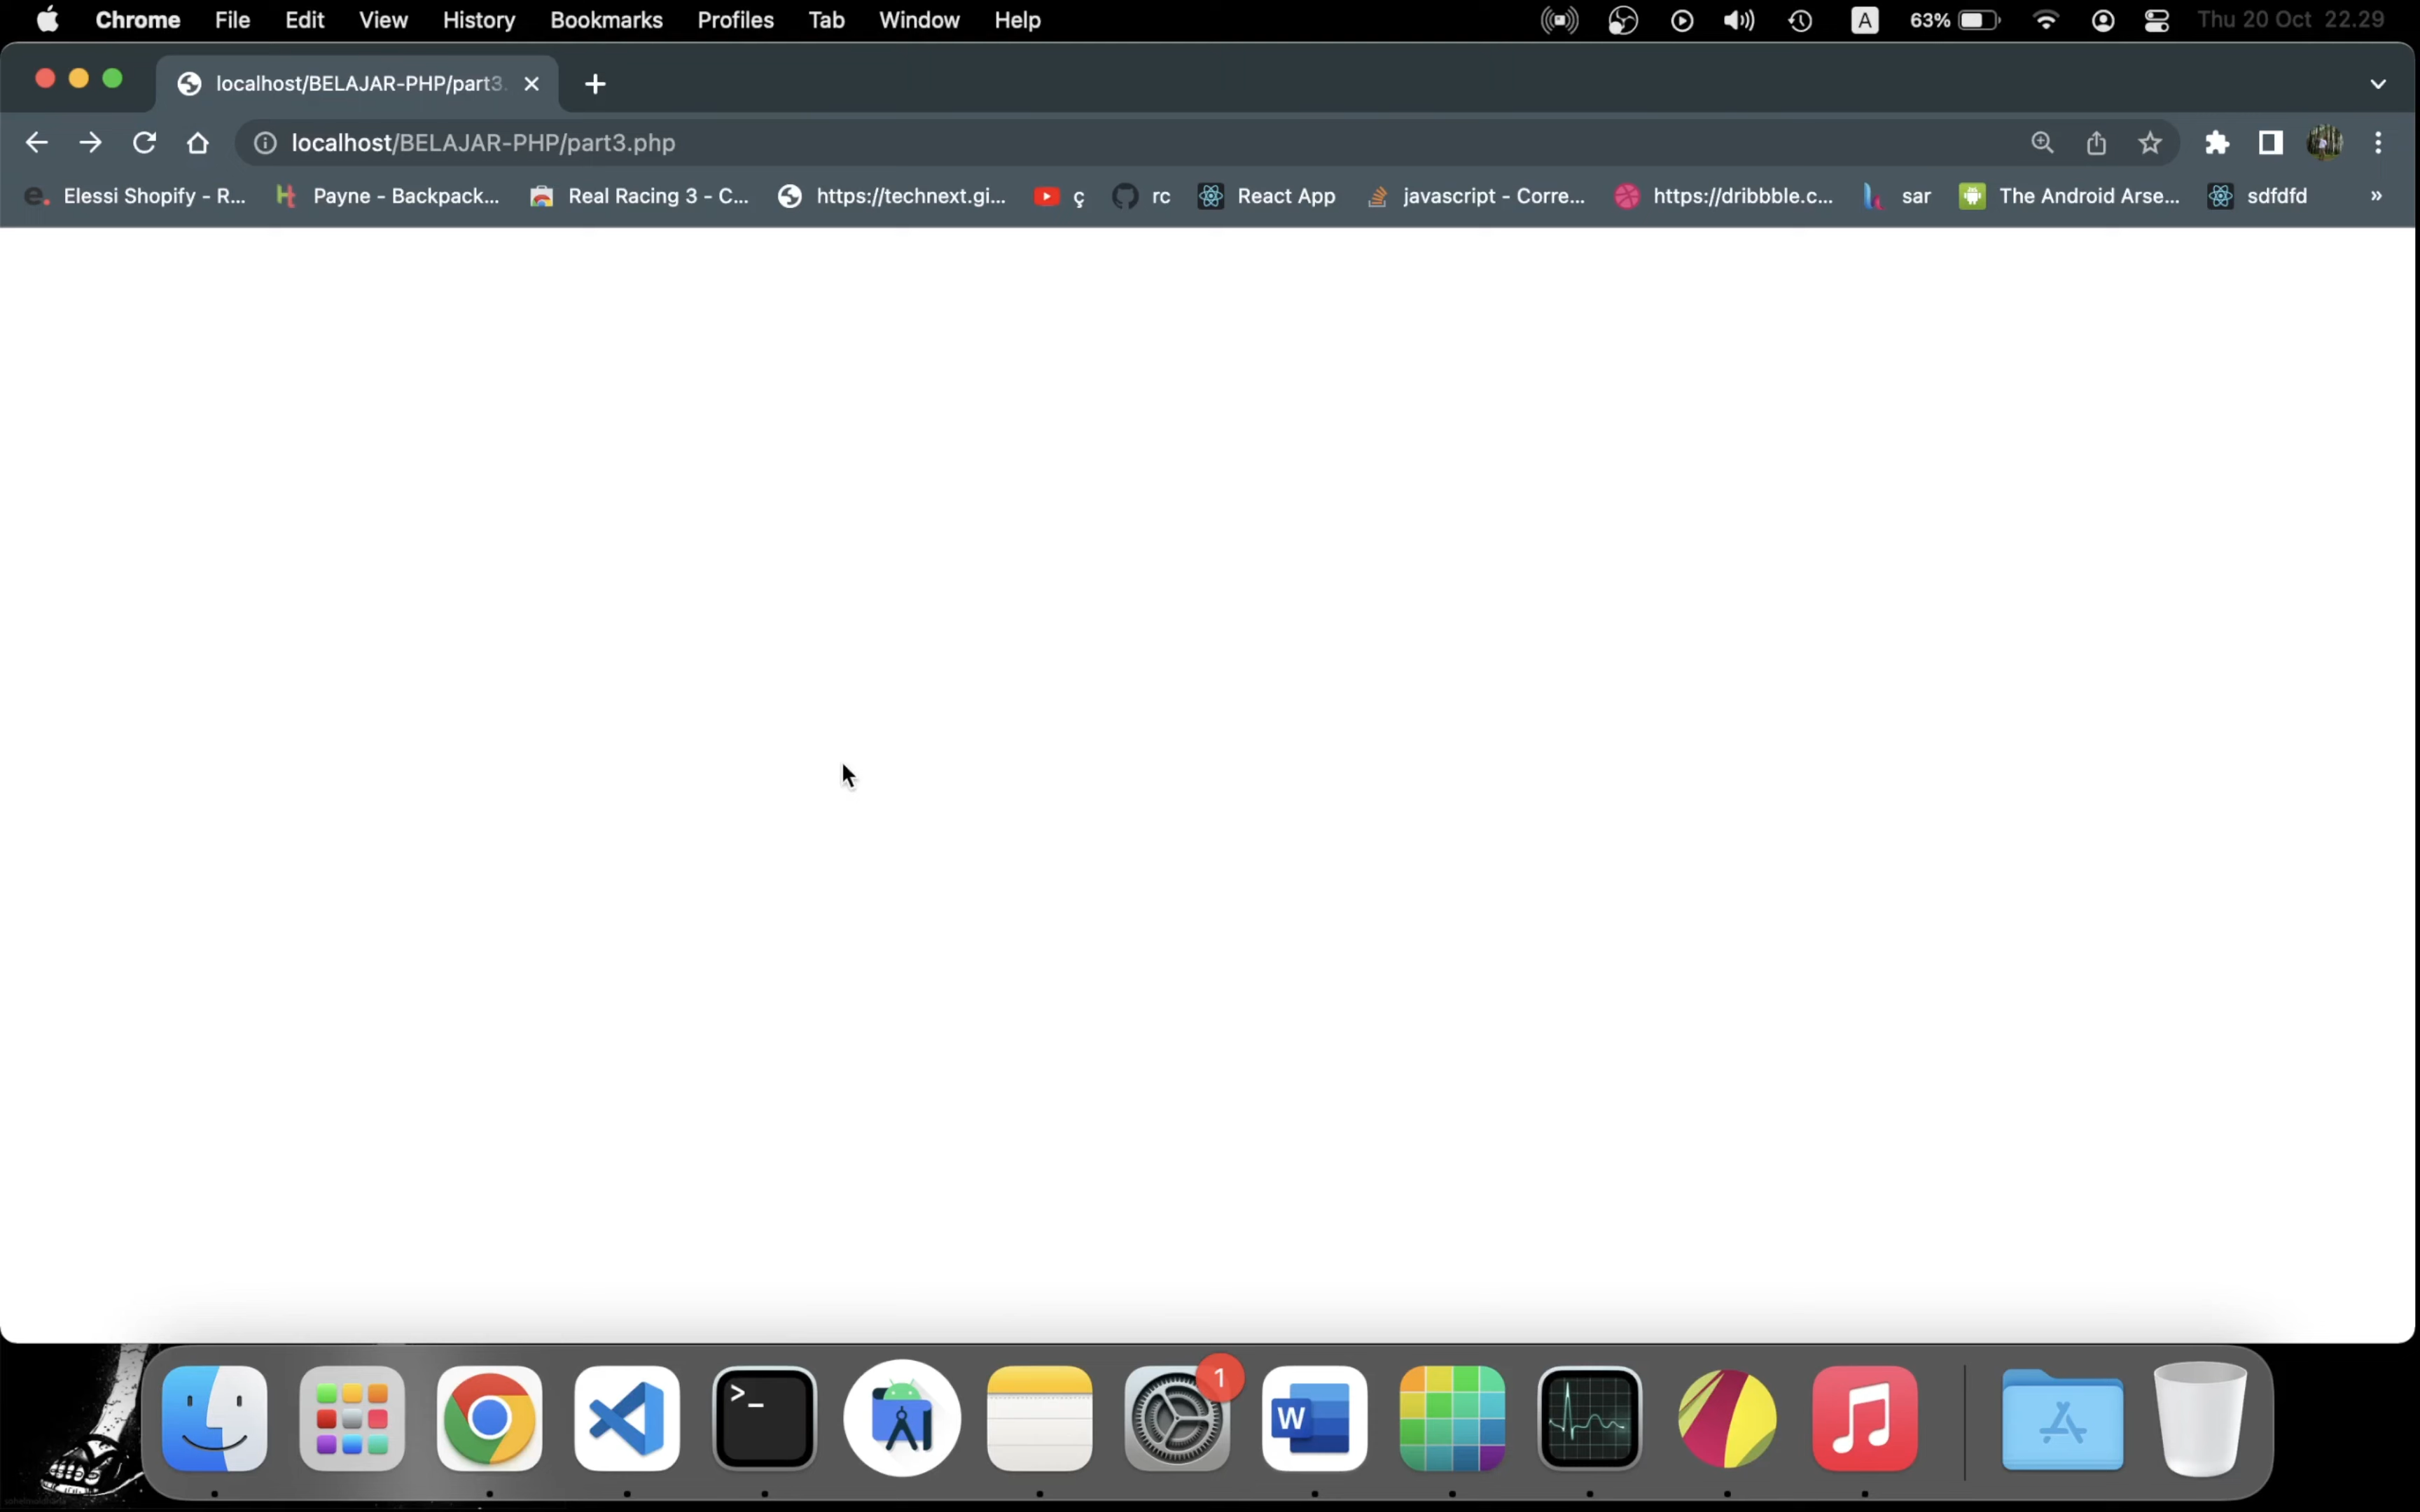 Chrome File Edit View History Bookmarks Profiles Tab Window Help A 63% Thu 20 Oct 22.29
localhost/BELAJAR-PHP/part3.
localhost/BELAJAR-PHP/part3.php
e. Elessi Shopify - R... Ht Payne - Backpack... Real Racing 3 - C... https://technext.gi... ç rc React App javascript - Corre... https://dribbble.c... sar The Android Arse... sdfdfd »
>_ 1 W